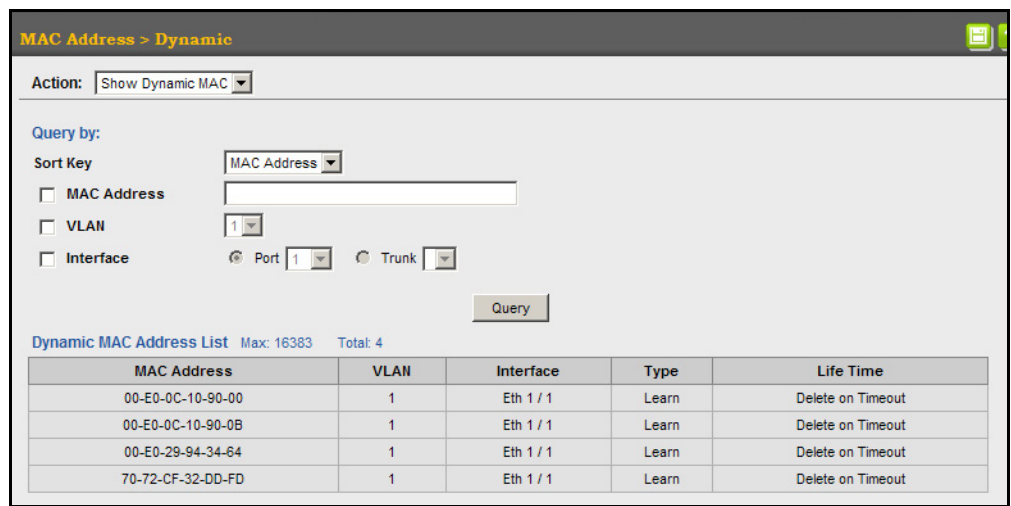 MAC Address > Dynamic
Action: Show Dynamic MAC
Query by:
Sort Key MAC Address
MAC Address
VLAN 1
Interface Port 1 Trunk
Query
Dynamic MAC Address List Max: 16383 Total: 4
MAC Address VLAN Interface Type Life Time
00-E0-0C-10-90-00 1 Eth 1 / 1 Learn Delete on Timeout
00-E0-0C-10-90-0B 1 Eth 1 / 1 Learn Delete on Timeout
00-E0-29-94-34-64 1 Eth 1 / 1 Learn Delete on Timeout
70-72-CF-32-DD-FD 1 Eth 1 / 1 Learn Delete on Timeout